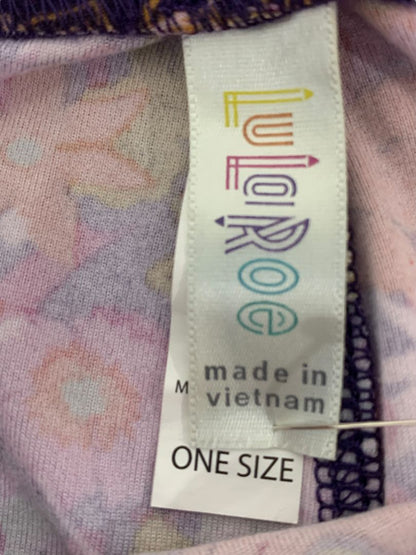 LuLaRoe
made in
vietnam
M
ONE SIZE